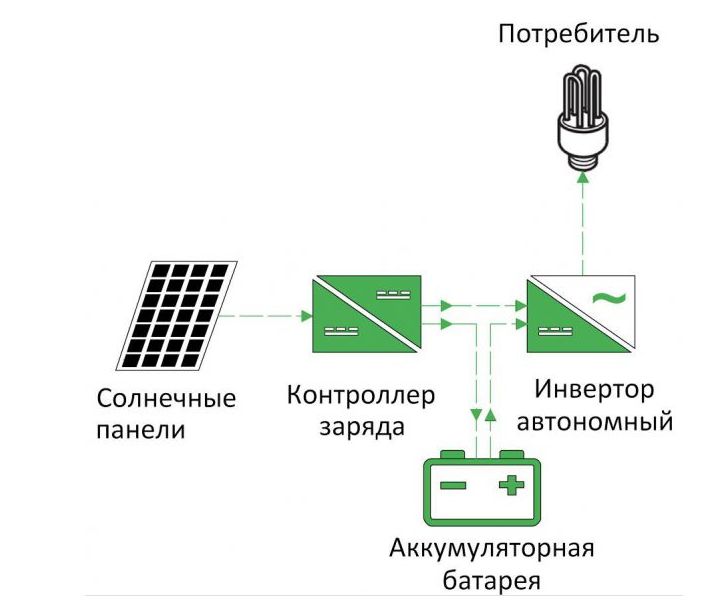 Потребитель
Солнечные
панели
Контроллер
заряда
Инвертор
автономный
Аккумуляторная
батарея